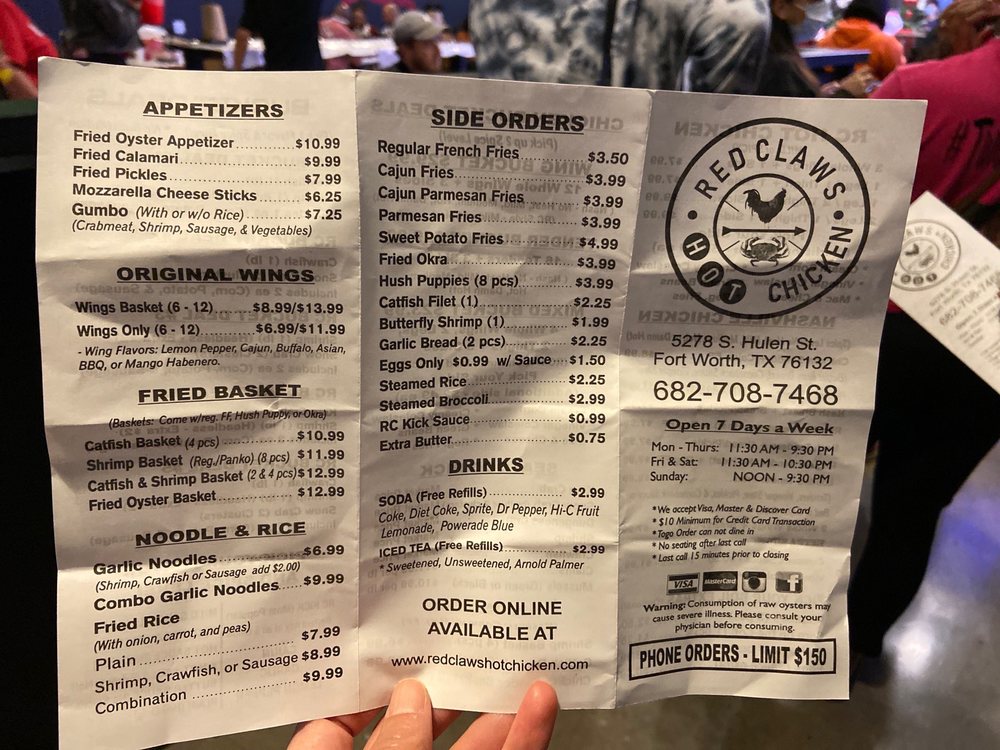 APPETIZERS
Fried Oyster Appetizer $10.99
Fried Calamari $9.99
Fried Pickles $7.99
Mozzarella Cheese Sticks $6.25
Gumbo (With or w/o Rice) $7.25
(Crabmeat, Shrimp, Sausage, & Vegetables)
ORIGINAL WINGS
Wings Basket (6 - 12) $8.99/$13.99
Wings Only (6 - 12) $6.99/$11.99
- Wing Flavors: Lemon Pepper, Cajun, Buffalo, Asian,
BBQ, or Mango Habenero.
FRIED BASKET
(Baskets: Come w/reg. FF, Hush Puppy, or Okra)
Catfish Basket (4 pcs) $10.99
Shrimp Basket (Reg./Panko) (8 pcs) $11.99
Catfish & Shrimp Basket (2 & 4 pcs) $12.99
Fried Oyster Basket $12.99
NOODLE & RICE
Garlic Noodles $6.99
(Shrimp, Crawfish or Sausage add $2.00)
Combo Garlic Noodles $9.99
Fried Rice
(With onion, carrot, and peas)
Plain $7.99
Shrimp, Crawfish, or Sausage $8.99
Combination $9.99
SIDE ORDERS
Regular French Fries $3.50
Cajun Fries $3.99
Cajun Parmesan Fries $3.99
Parmesan Fries $3.99
Sweet Potato Fries $4.99
Fried Okra $3.99
Hush Puppies (8 pcs) $3.99
Catfish Filet (1) $2.25
Butterfly Shrimp (1) $1.99
Garlic Bread (2 pcs) $2.25
Eggs Only $0.99 w/ Sauce $1.50
Steamed Rice $2.25
Steamed Broccoli $2.99
RC Kick Sauce $0.99
Extra Butter $0.75
DRINKS
SODA (Free Refills) $2.99
Coke, Diet Coke, Sprite, Dr Pepper, Hi-C Fruit
Lemonade, Powerade Blue
ICED TEA (Free Refills) $2.99
* Sweetened, Unsweetened, Arnold Palmer
ORDER ONLINE
AVAILABLE AT
www.redclawshotchicken.com
RED CLAWS
HOT CHICKEN
5278 S. Hulen St.
Fort Worth, TX 76132
682-708-7468
Open 7 Days a Week
Mon - Thurs: 11:30 AM - 9:30 PM
Fri & Sat: 11:30 AM - 10:30 PM
Sunday: NOON - 9:30 PM
* We accept Visa, Master & Discover Card
* $10 Minimum for Credit Card Transaction
* Togo Order can not dine in
* No seating after last call
* Last call 15 minutes prior to closing
VISA MasterCard f
Warning: Consumption of raw oysters may
cause severe illness. Please consult your
physician before consuming.
PHONE ORDERS - LIMIT $150